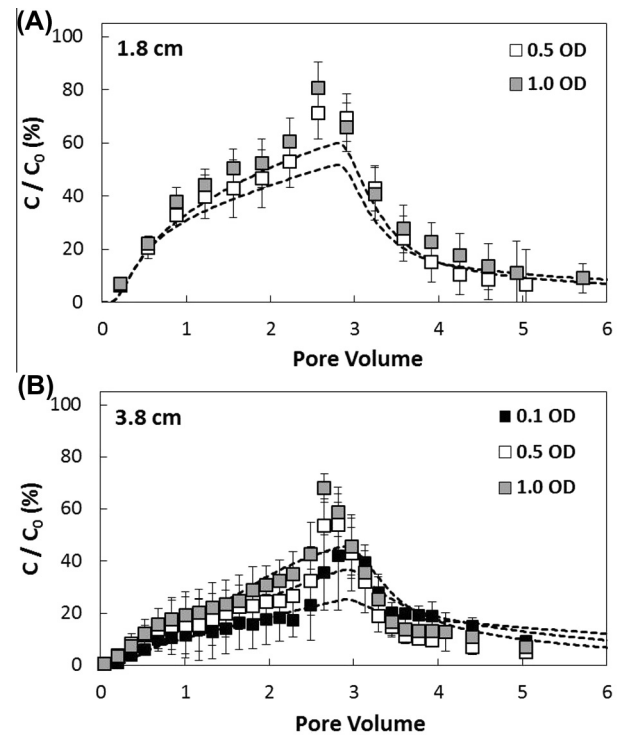 (A)
1.8 cm
0.5 OD
1.0 OD
C / C₀ (%)
100
80
60
40
20
0
0 1 2 3 4 5 6
Pore Volume
(B)
3.8 cm
0.1 OD
0.5 OD
1.0 OD
C / C₀ (%)
100
80
60
40
20
0
0 1 2 3 4 5 6
Pore Volume